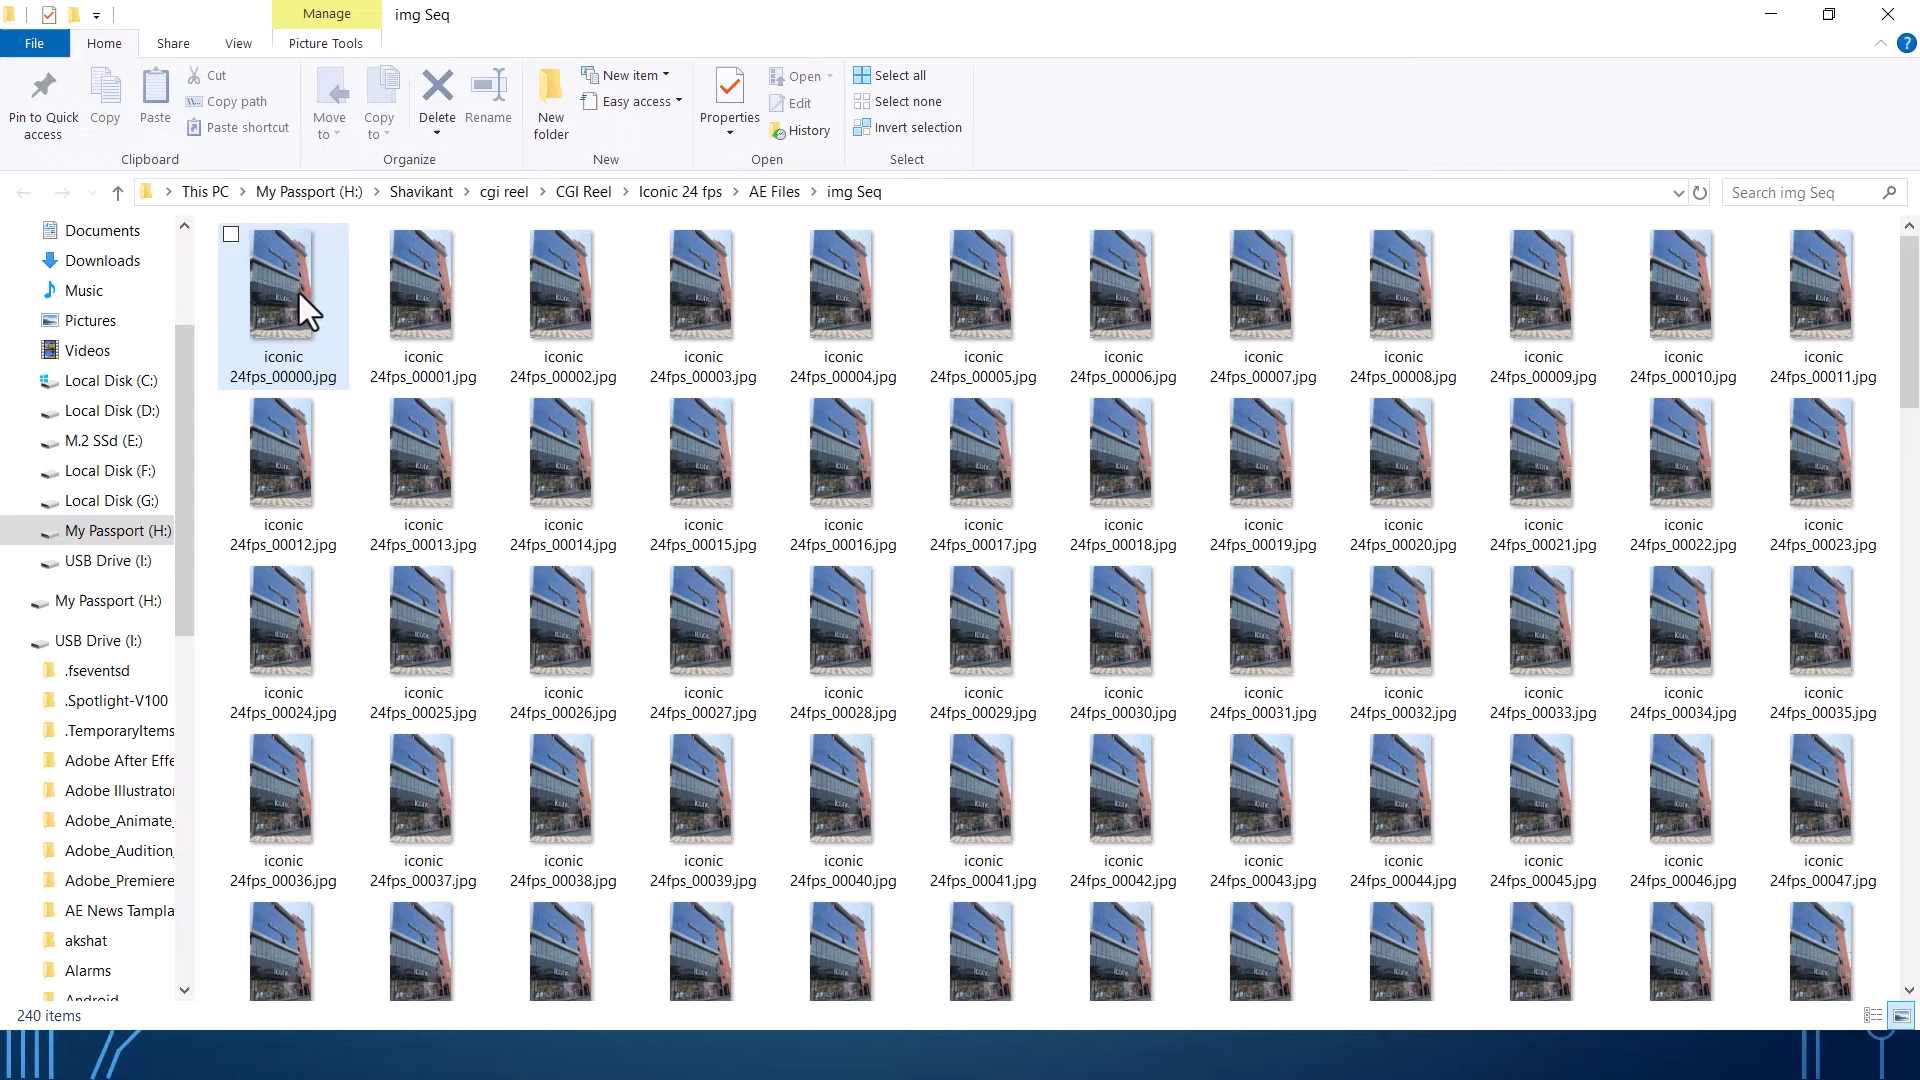 Manage
img Seq
File
Home
Share
View
Picture Tools
Pin to Quick
access
Copy
Paste
Cut
Copy path
Paste shortcut
Clipboard
Move
to
Copy
to
Delete
Rename
Organize
New
folder
New item
Easy access
New
Properties
Open
Edit
History
Open
Select all
Select none
Invert selection
Select
This PC > My Passport (H:) > Shavikant > cgi reel > CGI Reel > Iconic 24 fps > AE Files > img Seq
Search img Seq
Documents
Downloads
Music
Pictures
Videos
Local Disk (C:)
Local Disk (D:)
M.2 SSd (E:)
Local Disk (F:)
Local Disk (G:)
My Passport (H:)
USB Drive (I:)
My Passport (H:)
USB Drive (I:)
.fseventsd
.Spotlight-V100
.TemporaryItems
Adobe After Effe
Adobe Illustrator
Adobe_Animate_
Adobe_Audition_
Adobe_Premiere
AE News Tampla
akshat
Alarms
Android
iconic iconic iconic iconic iconic iconic iconic iconic iconic iconic iconic iconic
24fps_00000.jpg 24fps_00001.jpg 24fps_00002.jpg 24fps_00003.jpg 24fps_00004.jpg 24fps_00005.jpg 24fps_00006.jpg 24fps_00007.jpg 24fps_00008.jpg 24fps_00009.jpg 24fps_00010.jpg 24fps_00011.jpg
iconic iconic iconic iconic iconic iconic iconic iconic iconic iconic iconic iconic
24fps_00012.jpg 24fps_00013.jpg 24fps_00014.jpg 24fps_00015.jpg 24fps_00016.jpg 24fps_00017.jpg 24fps_00018.jpg 24fps_00019.jpg 24fps_00020.jpg 24fps_00021.jpg 24fps_00022.jpg 24fps_00023.jpg
iconic iconic iconic iconic iconic iconic iconic iconic iconic iconic iconic iconic
24fps_00024.jpg 24fps_00025.jpg 24fps_00026.jpg 24fps_00027.jpg 24fps_00028.jpg 24fps_00029.jpg 24fps_00030.jpg 24fps_00031.jpg 24fps_00032.jpg 24fps_00033.jpg 24fps_00034.jpg 24fps_00035.jpg
iconic iconic iconic iconic iconic iconic iconic iconic iconic iconic iconic iconic
24fps_00036.jpg 24fps_00037.jpg 24fps_00038.jpg 24fps_00039.jpg 24fps_00040.jpg 24fps_00041.jpg 24fps_00042.jpg 24fps_00043.jpg 24fps_00044.jpg 24fps_00045.jpg 24fps_00046.jpg 24fps_00047.jpg
240 items